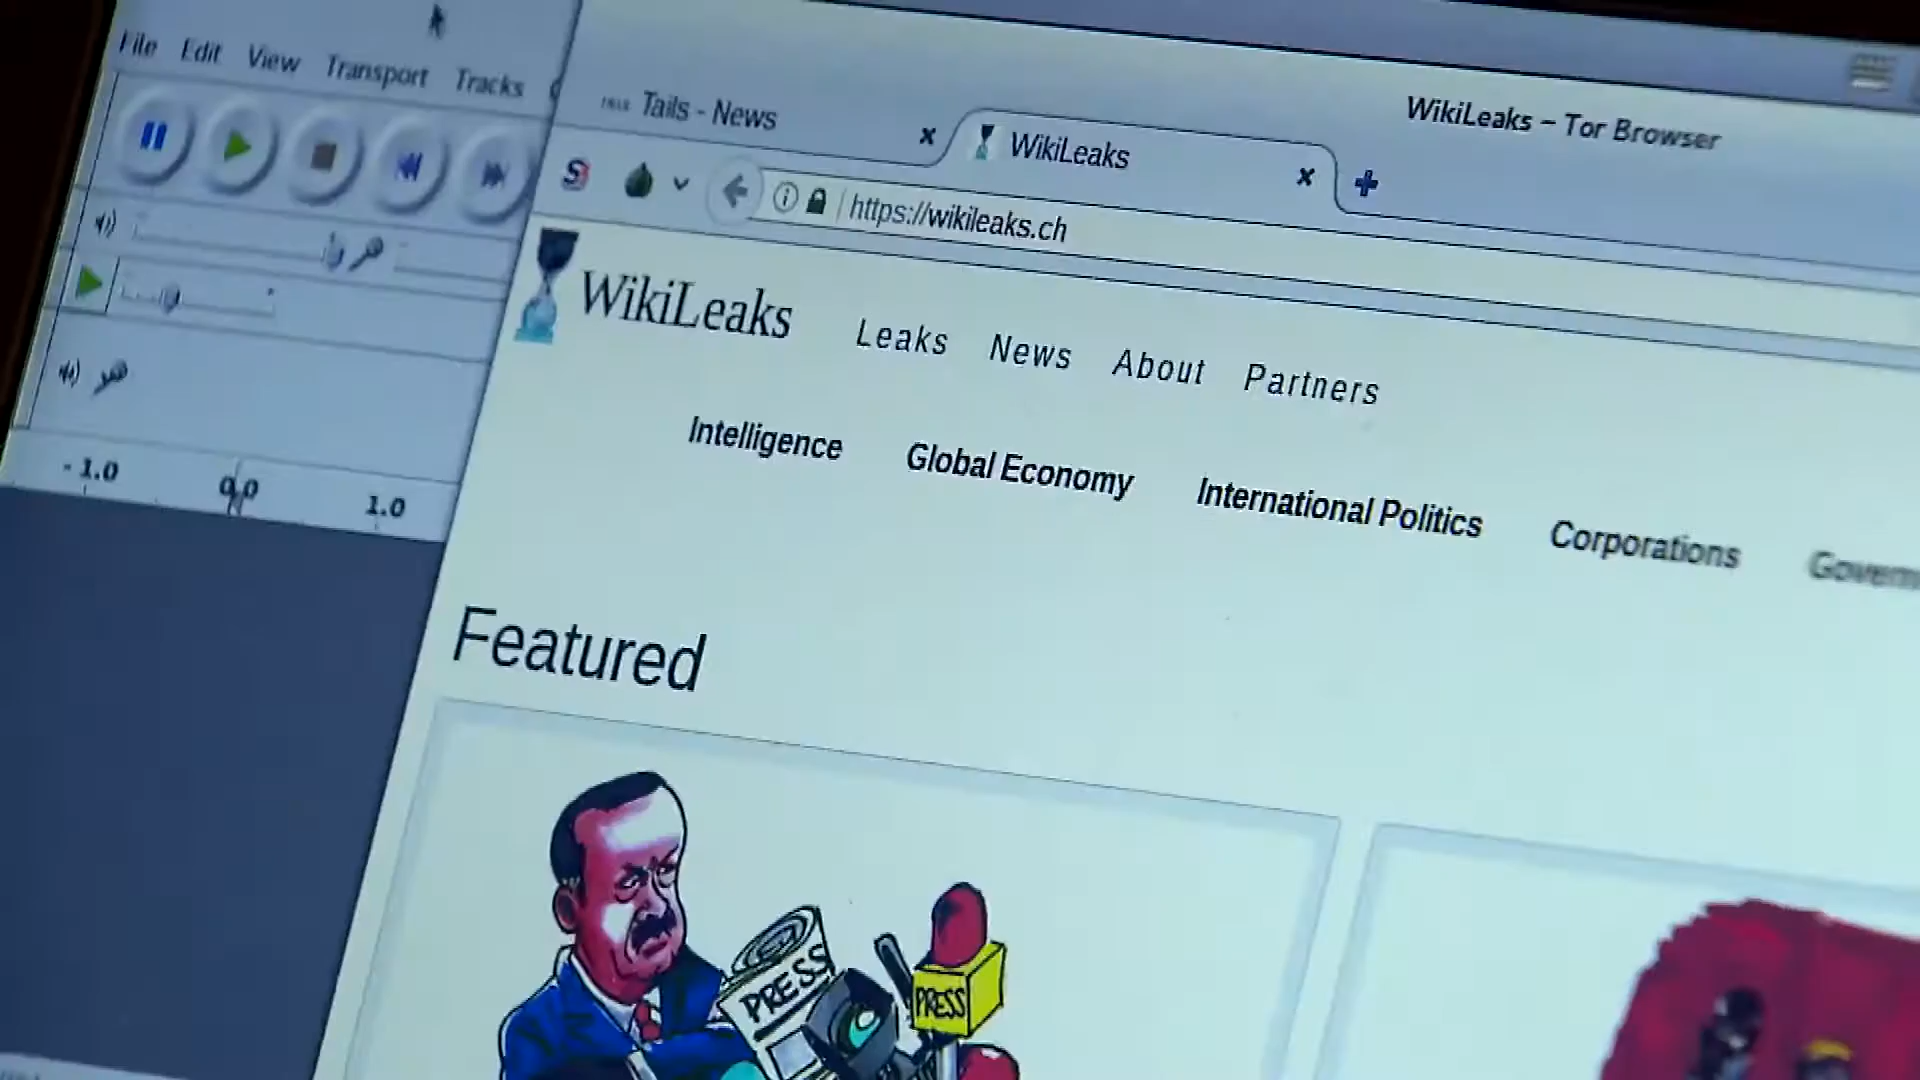 File Edit View Transport Tracks
Tails - News
WikiLeaks
WikiLeaks – Tor Browser
https://wikileaks.ch
WikiLeaks
Leaks News About Partners
Intelligence Global Economy International Politics Corporations
- 1.0 0.0 1.0
Featured
PRESS
PRESS